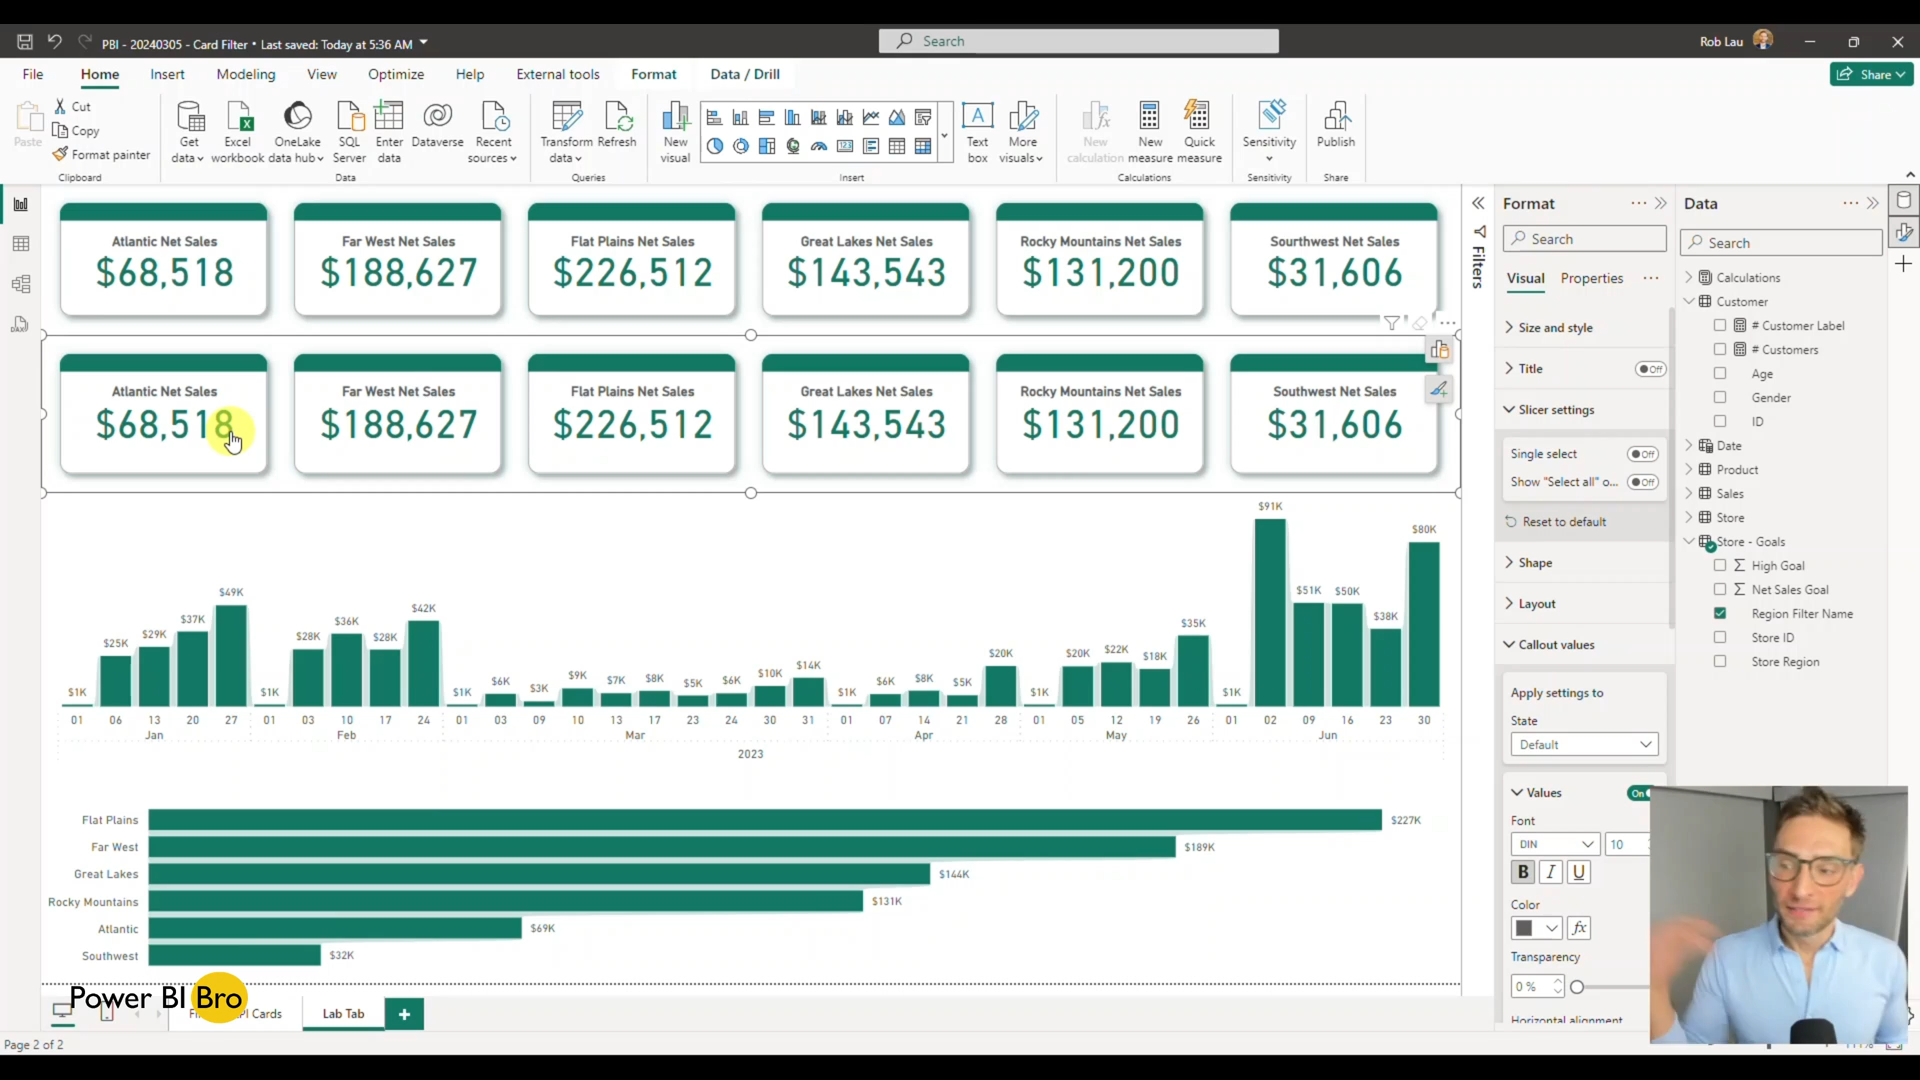 PBI - 20240305 - Card Filter • Last saved: Today at 5:36 AM
Search
Rob Lau
File Home Insert Modeling View Optimize Help External tools Format Data / Drill
Share
Paste
Cut
Copy
Format painter
Clipboard
Get data
Excel workbook
OneLake data hub
SQL Server
Enter data
Dataverse
Recent sources
Data
Transform data
Refresh
Queries
New visual
Text box
More visuals
Insert
New calculation
New measure
Quick measure
Calculations
Sensitivity
Sensitivity
Publish
Share
Atlantic Net Sales
$68,518
Far West Net Sales
$188,627
Flat Plains Net Sales
$226,512
Great Lakes Net Sales
$143,543
Rocky Mountains Net Sales
$131,200
Sourthwest Net Sales
$31,606
Atlantic Net Sales
$68,518
Far West Net Sales
$188,627
Flat Plains Net Sales
$226,512
Great Lakes Net Sales
$143,543
Rocky Mountains Net Sales
$131,200
Southwest Net Sales
$31,606
$1K $25K $29K $37K $49K $1K $28K $36K $28K $42K $1K $6K $3K $9K $7K $8K $5K $6K $10K $14K $1K $6K $8K $5K $20K $1K $20K $22K $18K $35K $1K $91K $51K $50K $38K $80K
01 06 13 20 27 01 03 10 17 24 01 03 09 10 13 17 23 24 30 31 01 07 14 21 28 01 05 12 19 26 01 02 09 16 23 30
Jan Feb Mar Apr May Jun
2023
Flat Plains $227K
Far West $189K
Great Lakes $144K
Rocky Mountains $131K
Atlantic $69K
Southwest $32K
Power BI Bro
PI Cards
Lab Tab
Page 2 of 2
Filters
Format
Search
Visual Properties
Size and style
Title Off
Slicer settings
Single select Off
Show "Select all" o... Off
Reset to default
Shape
Layout
Callout values
Apply settings to
State
Default
Values On
Font
DIN 10
B I U
Color
fx
Transparency
0 %
Horizontal alignment
Data
Search
Calculations
Customer
# Customer Label
# Customers
Age
Gender
ID
Date
Product
Sales
Store
Store - Goals
High Goal
Net Sales Goal
Region Filter Name
Store ID
Store Region